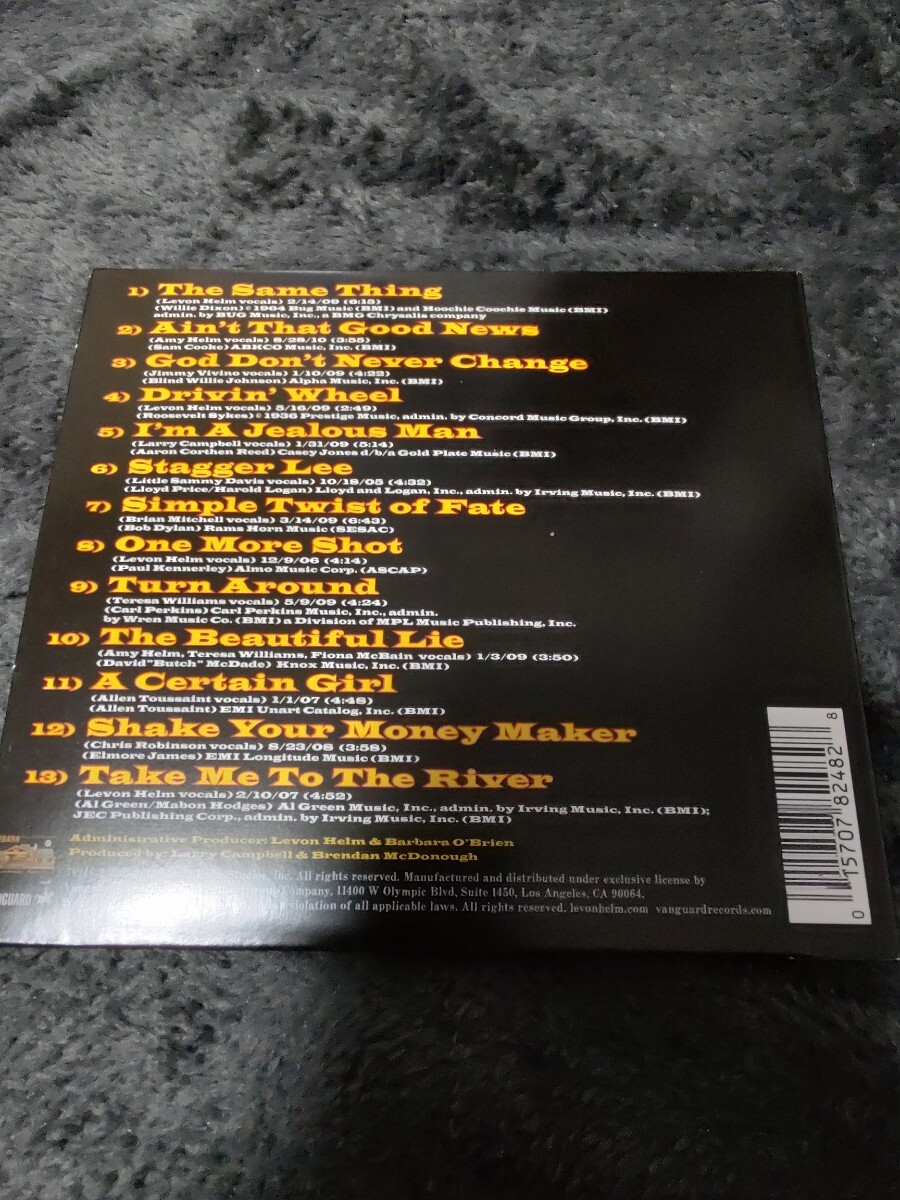 1) The Same Thing
(Levon Helm vocals) 2/14/09 (6:15)
(Willie Dixon) © 1964 Bug Music (BMI) and Hoochie Coochie Music (BMI)
admin. by BUG Music, Inc., a BMG Chrysalis company
2) Ain't That Good News
(Amy Helm vocals) 8/28/10 (3:55)
(Sam Cooke) ABKCO Music, Inc. (BMI)
3) God Don't Never Change
(Jimmy Vivino vocals) 1/10/09 (4:22)
(Blind Willie Johnson) Alpha Music, Inc. (BMI)
4) Drivin' Wheel
(Levon Helm vocals) 5/16/09 (2:49)
(Roosevelt Sykes) © 1936 Prestige Music, admin. by Concord Music Group, Inc. (BMI)
5) I'm A Jealous Man
(Larry Campbell vocals) 1/31/09 (5:14)
(Aaron Corthen Reed) Casey Jones d/b/a Gold Plate Music (BMI)
6) Stagger Lee
(Little Sammy Davis vocals) 10/18/05 (4:32)
(Lloyd Price/Harold Logan) Lloyd and Logan, Inc., admin. by Irving Music, Inc. (BMI)
7) Simple Twist of Fate
(Brian Mitchell vocals) 3/14/09 (6:43)
(Bob Dylan) Rams Horn Music (SESAC)
8) One More Shot
(Levon Helm vocals) 12/9/06 (4:14)
(Paul Kennerley) Almo Music Corp. (ASCAP)
9) Turn Around
(Teresa Williams vocals) 5/9/09 (4:24)
(Carl Perkins) Carl Perkins Music, Inc., admin.
by Wren Music Co. (BMI) a Division of MPL Music Publishing, Inc.
10) The Beautiful Lie
(Amy Helm, Teresa Williams, Fiona McBain vocals) 1/3/09 (3:50)
(David "Butch" McDade) Knox Music, Inc. (BMI)
11) A Certain Girl
(Allen Toussaint vocals) 1/1/07 (4:48)
(Allen Toussaint) EMI Unart Catalog, Inc. (BMI)
12) Shake Your Money Maker
(Chris Robinson vocals) 8/23/08 (3:58)
(Elmore James) EMI Longitude Music (BMI)
13) Take Me To The River
(Levon Helm vocals) 2/10/07 (4:52)
(Al Green/Mabon Hodges) Al Green Music, Inc., admin. by Irving Music, Inc. (BMI);
JEC Publishing Corp., admin. by Irving Music, Inc. (BMI)
Administrative Producer: Levon Helm & Barbara O'Brien
Produced by: Larry Campbell & Brendan McDonough
Inc. All rights reserved. Manufactured and distributed under exclusive license by
Company, 11400 W Olympic Blvd, Suite 1450, Los Angeles, CA 90064.
violation of all applicable laws. All rights reserved. levonhelm.com vanguardrecords.com
0 15707 82482 8